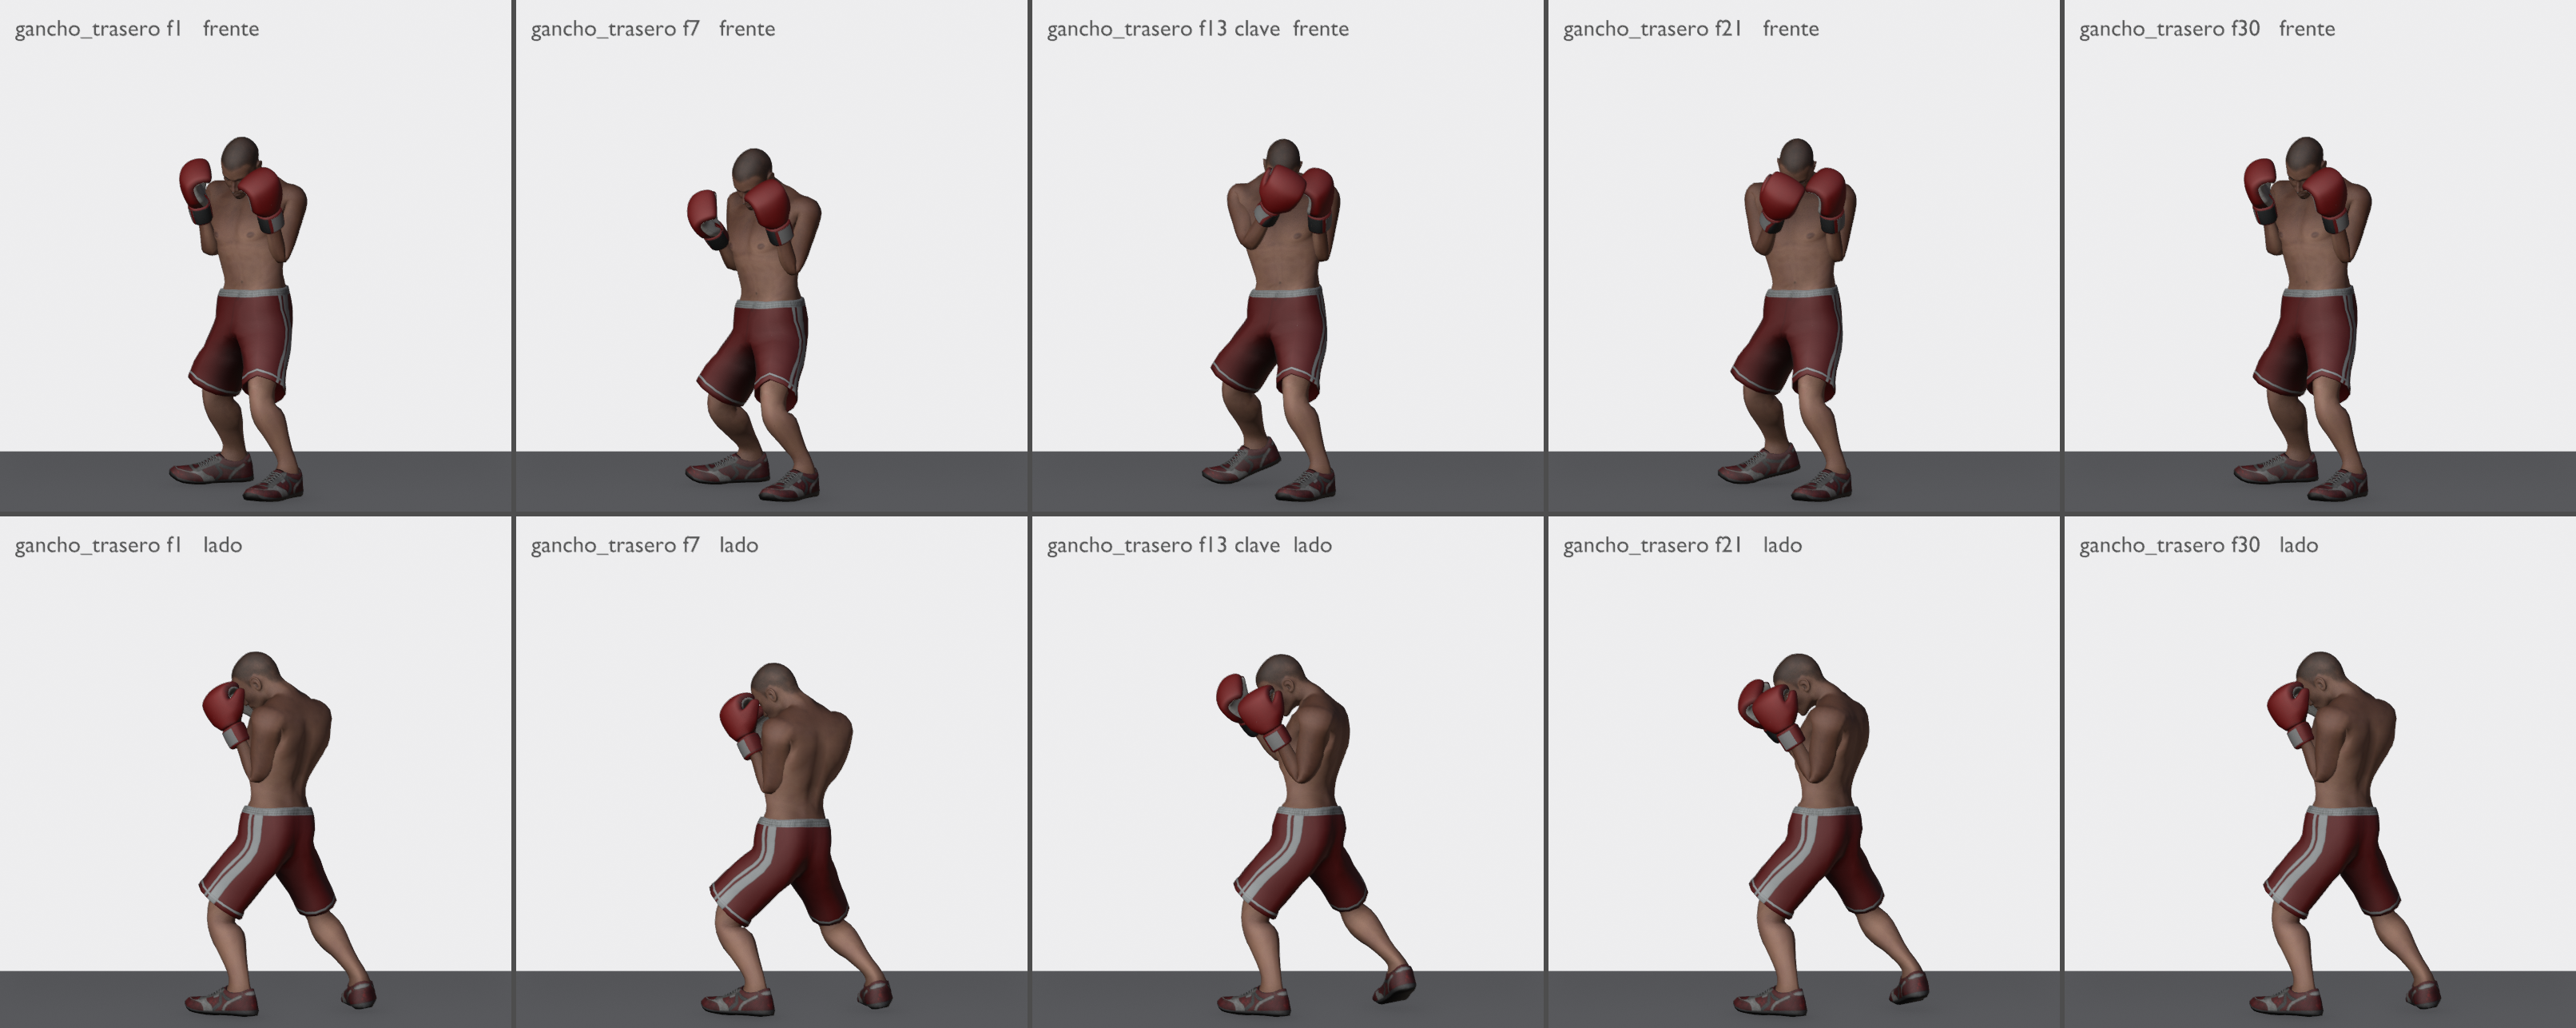 gancho_trasero f1 frente
gancho_trasero f7 frente
gancho_trasero f13 clave frente
gancho_trasero f21 frente
gancho_trasero f30 frente
gancho_trasero f1 lado
gancho_trasero f7 lado
gancho_trasero f13 clave lado
gancho_trasero f21 lado
gancho_trasero f30 lado